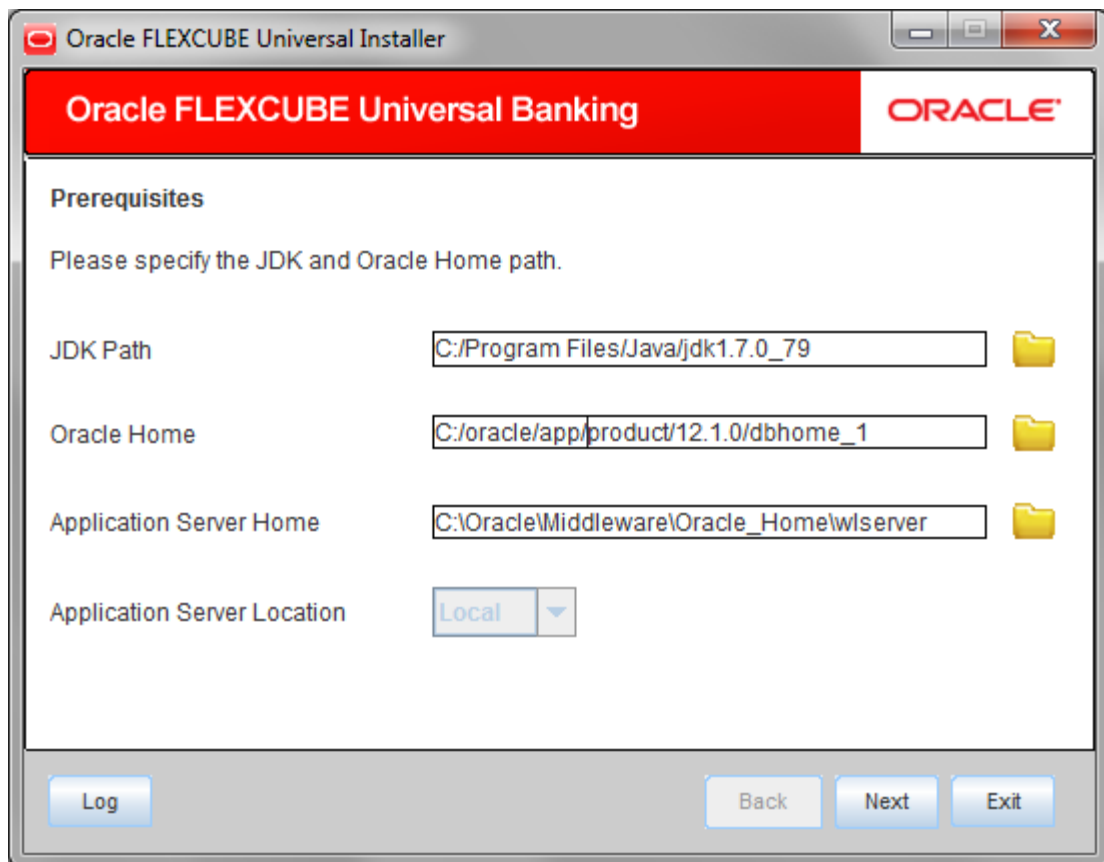 Oracle FLEXCUBE Universal Installer
Oracle FLEXCUBE Universal Banking
ORACLE
Prerequisites
Please specify the JDK and Oracle Home path.
JDK Path
C:/Program Files/Java/jdk1.7.0_79
Oracle Home
C:/oracle/app/product/12.1.0/dbhome_1
Application Server Home
C:\Oracle\Middleware\Oracle_Home\wlserver
Application Server Location
Local
Log
Back
Next
Exit